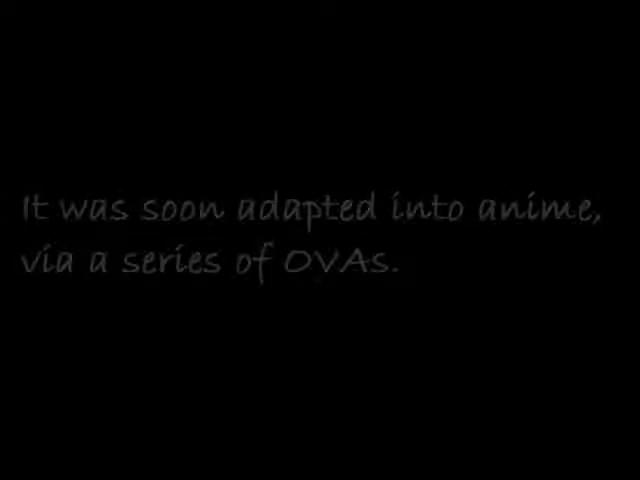 It was soon adapted into anime,
via a series of OVAs.